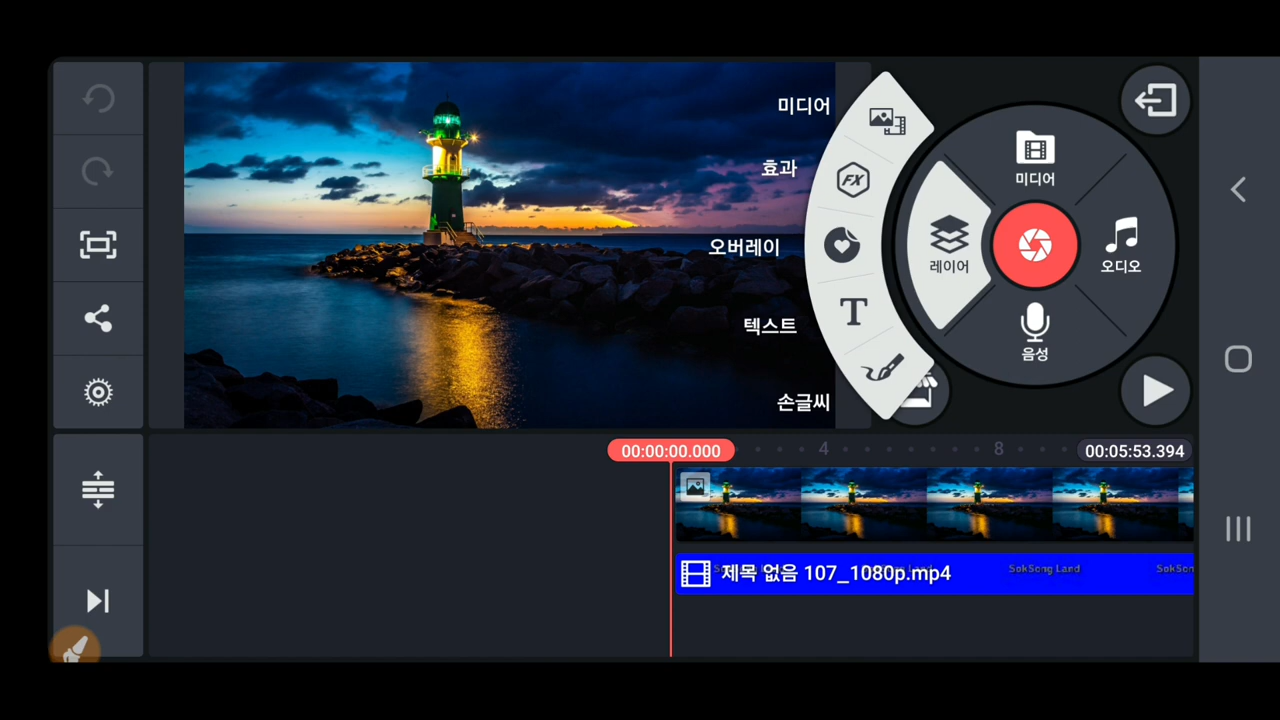 미디어
효과
오버레이
텍스트
손글씨
FX
T
미디어
레이어
오디오
음성
00:00:00.000
4
8
00:05:53.394
제목 없음 107_1080p.mp4
SokSong Land
SokSon